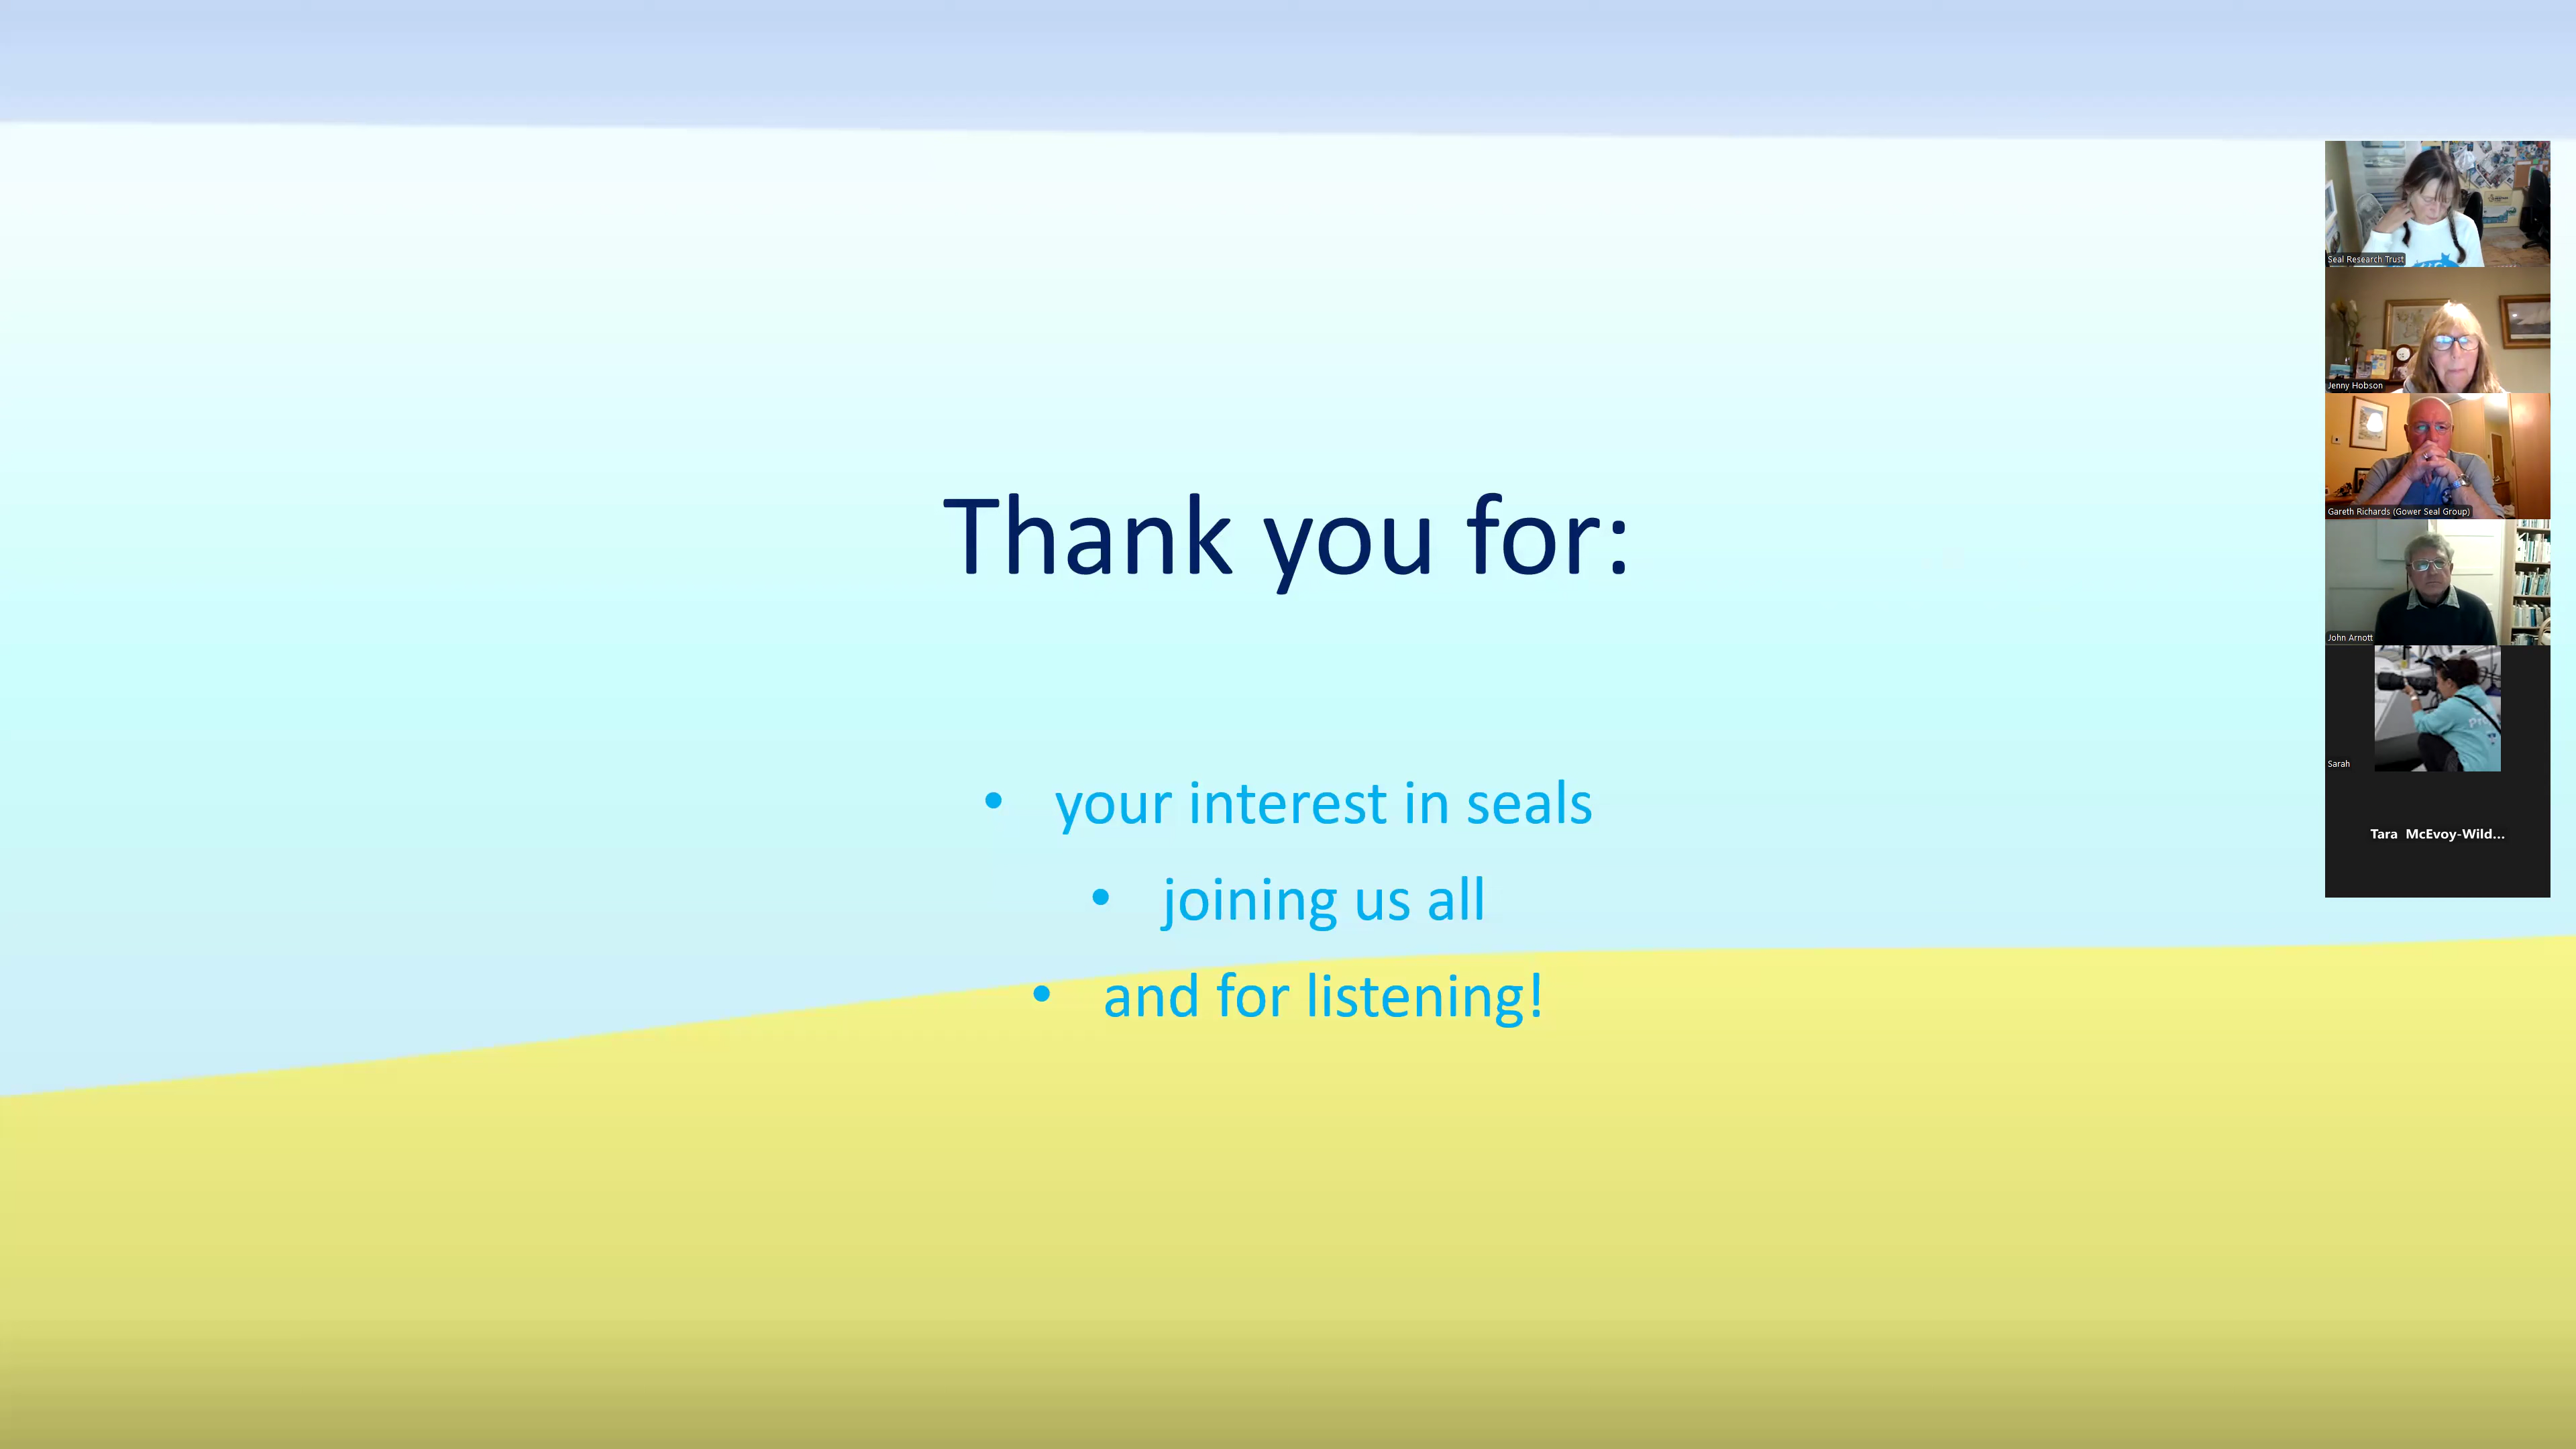 Thank you for:
• your interest in seals
• joining us all
• and for listening!
Seal Research Trust
Jenny Hobson
Gareth Richards (Gower Seal Group)
John Arnott
Sarah
Tara McEvoy-Wild...